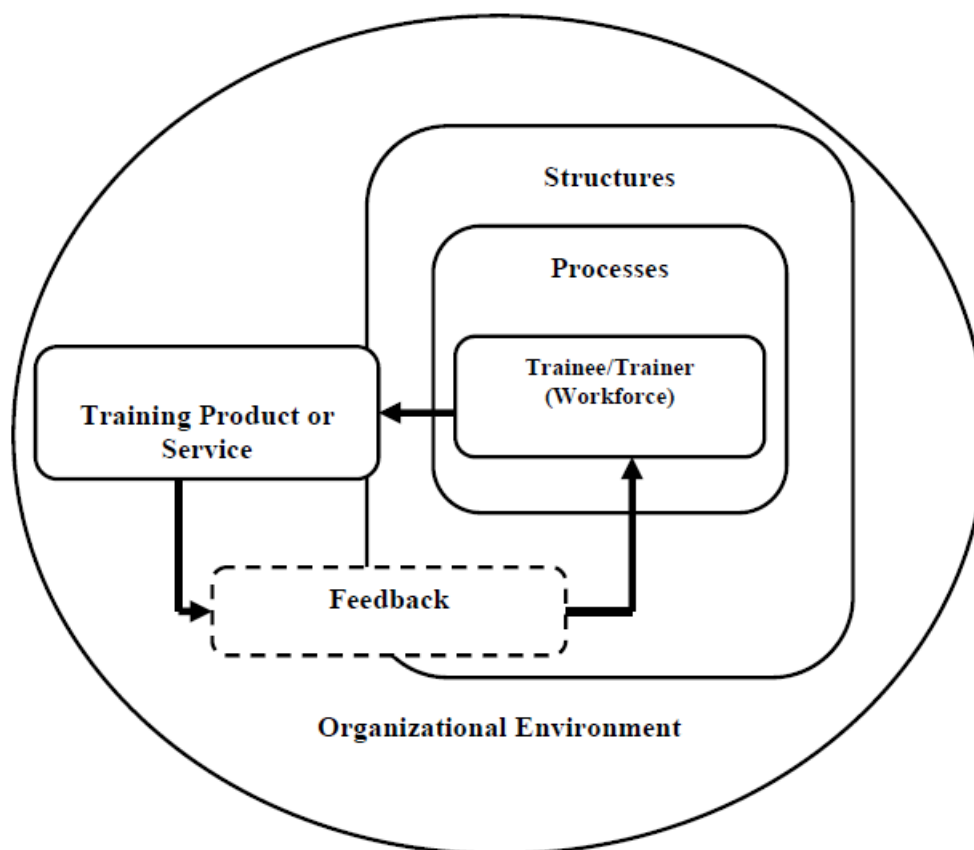 Structures
Processes
Trainee/Trainer
(Workforce)
Training Product or
Service
Feedback
Organizational Environment